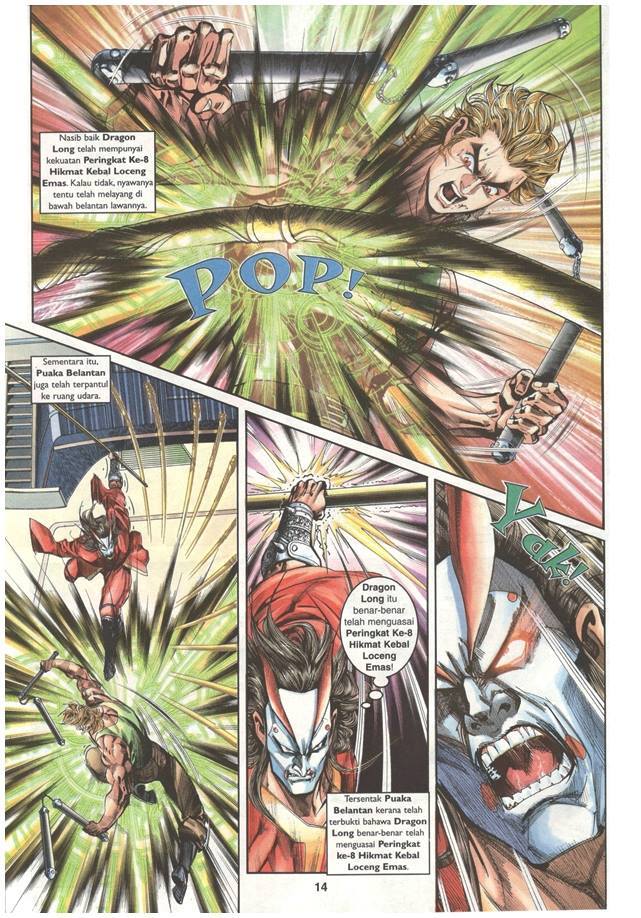 Nasib baik Dragon
Long telah mempunyai
kekuatan Peringkat Ke-8
Hikmat Kebal Loceng
Emas. Kalau tidak, nyawanya
tentu telah melayang di
bawah belantan lawannya.
POP!
Sementara itu,
Puaka Belantan
juga telah terpantul
ke ruang udara.
Dragon
Long itu
benar-benar
telah menguasai
Peringkat Ke-8
Hikmat Kebal
Loceng
Emas!
Tersentak Puaka
Belantan kerana telah
terbukti bahawa Dragon
Long benar-benar telah
menguasai Peringkat
ke-8 Hikmat Kebal
Loceng Emas.
Yak!
14